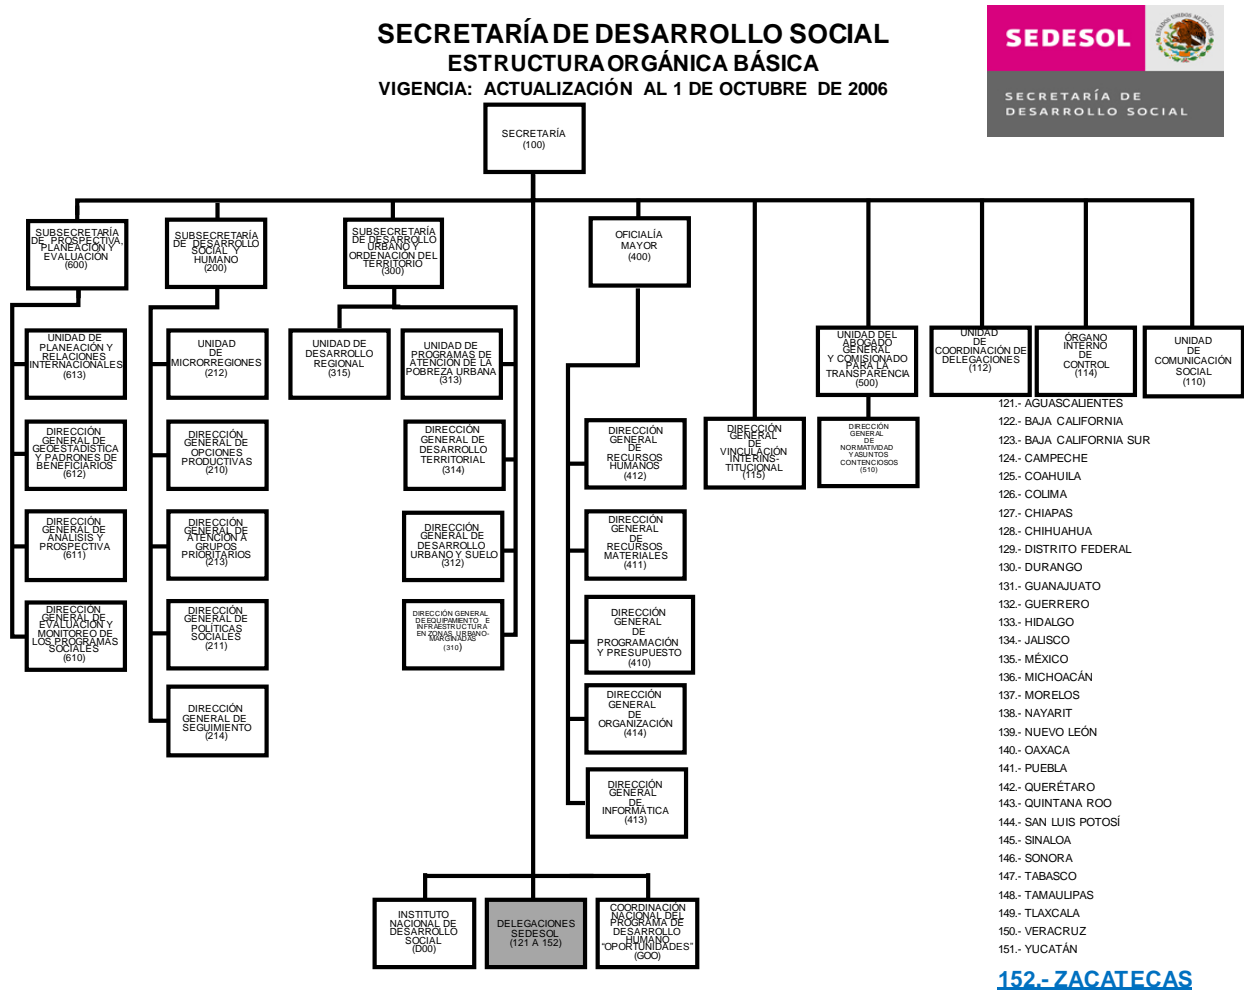 SECRETARÍA DE DESARROLLO SOCIAL
ESTRUCTURA ORGÁNICA BÁSICA
VIGENCIA: ACTUALIZACIÓN AL 1 DE OCTUBRE DE 2006
SEDESOL
ESTADOS UNIDOS MEXICANOS
SECRETARÍA DE
DESARROLLO SOCIAL
SECRETARÍA
(100)
SUBSECRETARÍA
DE PROSPECTIVA,
PLANEACIÓN Y
EVALUACIÓN
(600)
SUBSECRETARÍA
DE DESARROLLO
SOCIAL Y
HUMANO
(200)
SUBSECRETARÍA
DE DESARROLLO
URBANO Y
ORDENACIÓN DEL
TERRITORIO
(300)
OFICIALÍA
MAYOR
(400)
UNIDAD DE
PLANEACIÓN Y
RELACIONES
INTERNACIONALES
(613)
UNIDAD
DE
MICRORREGIONES
(212)
UNIDAD DE
DESARROLLO
REGIONAL
(315)
UNIDAD DE
PROGRAMAS DE
ATENCIÓN DE LA
POBREZA URBANA
(313)
UNIDAD DEL
ABOGADO
GENERAL
Y COMISIONADO
PARA LA
TRANSPARENCIA
(500)
UNIDAD
DE
COORDINACIÓN DE
DELEGACIONES
(112)
ÓRGANO
INTERNO
DE
CONTROL
(114)
UNIDAD
DE
COMUNICACIÓN
SOCIAL
(110)
DIRECCIÓN
GENERAL DE
GEOESTADÍSTICA
Y PADRONES DE
BENEFICIARIOS
(612)
DIRECCIÓN
GENERAL DE
OPCIONES
PRODUCTIVAS
(210)
DIRECCIÓN
GENERAL DE
DESARROLLO
TERRITORIAL
(314)
DIRECCIÓN
GENERAL
DE
RECURSOS
HUMANOS
(412)
DIRECCIÓN
GENERAL
DE
VINCULACIÓN
INTERINS-
TITUCIONAL
(115)
DIRECCIÓN
GENERAL
DE
NORMATIVIDAD
Y ASUNTOS
CONTENCIOSOS
(510)
DIRECCIÓN
GENERAL DE
ANÁLISIS Y
PROSPECTIVA
(611)
DIRECCIÓN
GENERAL DE
ATENCIÓN A
GRUPOS
PRIORITARIOS
(213)
DIRECCIÓN
GENERAL DE
DESARROLLO
URBANO Y SUELO
(312)
DIRECCIÓN
GENERAL
DE
RECURSOS
MATERIALES
(411)
DIRECCIÓN
GENERAL DE
EVALUACIÓN Y
MONITOREO DE
LOS PROGRAMAS
SOCIALES
(610)
DIRECCIÓN
GENERAL DE
POLÍTICAS
SOCIALES
(211)
DIRECCIÓN GENERAL
DE EQUIPAMIENTO E
INFRAESTRUCTURA
EN ZONAS URBANO-
MARGINADAS
(310)
DIRECCIÓN
GENERAL
DE
PROGRAMACIÓN
Y PRESUPUESTO
(410)
DIRECCIÓN
GENERAL DE
SEGUIMIENTO
(214)
DIRECCIÓN
GENERAL
DE
ORGANIZACIÓN
(414)
DIRECCIÓN
GENERAL
DE
INFORMÁTICA
(413)
INSTITUTO
NACIONAL DE
DESARROLLO
SOCIAL
(D00)
DELEGACIONES
SEDESOL
(121 A 152)
COORDINACIÓN
NACIONAL DEL
PROGRAMA DE
DESARROLLO
HUMANO
"OPORTUNIDADES"
(GOO)
121.- AGUASCALIENTES
122.- BAJA CALIFORNIA
123.- BAJA CALIFORNIA SUR
124.- CAMPECHE
125.- COAHUILA
126.- COLIMA
127.- CHIAPAS
128.- CHIHUAHUA
129.- DISTRITO FEDERAL
130.- DURANGO
131.- GUANAJUATO
132.- GUERRERO
133.- HIDALGO
134.- JALISCO
135.- MÉXICO
136.- MICHOACÁN
137.- MORELOS
138.- NAYARIT
139.- NUEVO LEÓN
140.- OAXACA
141.- PUEBLA
142.- QUERÉTARO
143.- QUINTANA ROO
144.- SAN LUIS POTOSÍ
145.- SINALOA
146.- SONORA
147.- TABASCO
148.- TAMAULIPAS
149.- TLAXCALA
150.- VERACRUZ
151.- YUCATÁN
152.- ZACATECAS